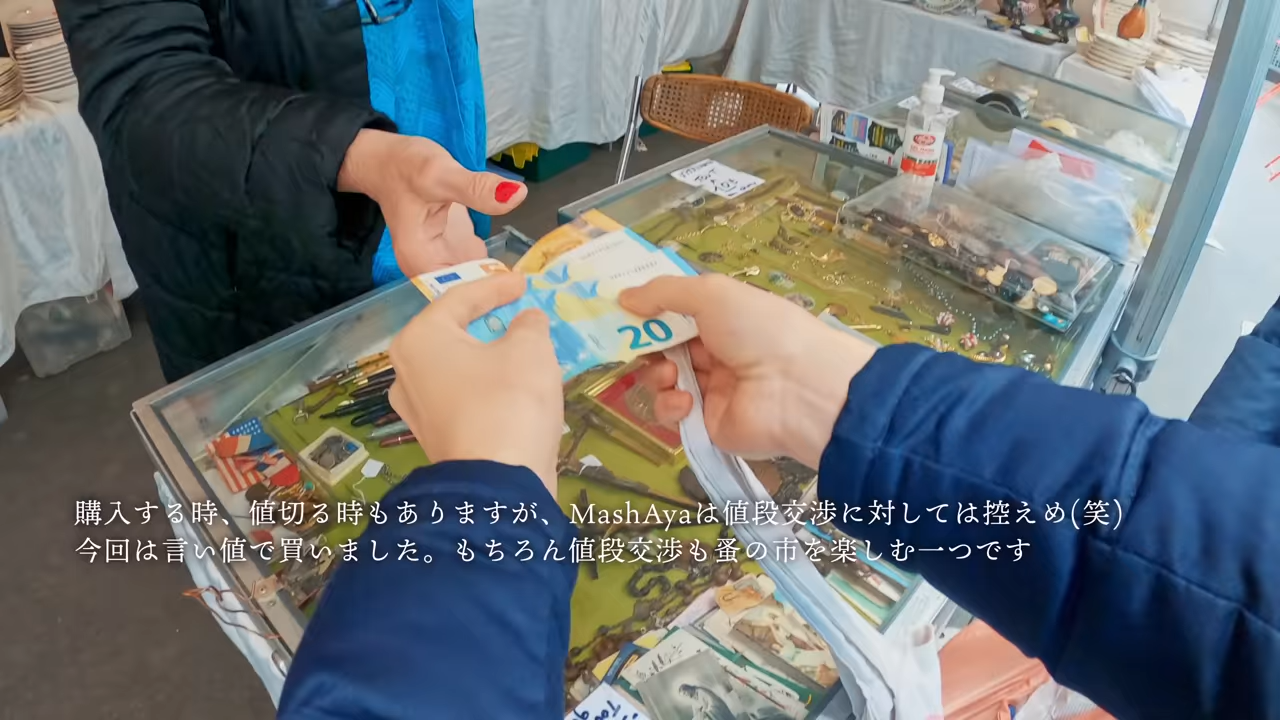 TOUT
A 10€
20
購入する時、値切る時もありますが、MashAyaは値段交渉に対しては控えめ(笑)
今回は言い値で買いました。もちろん値段交渉も蚤の市を楽しむ一つです